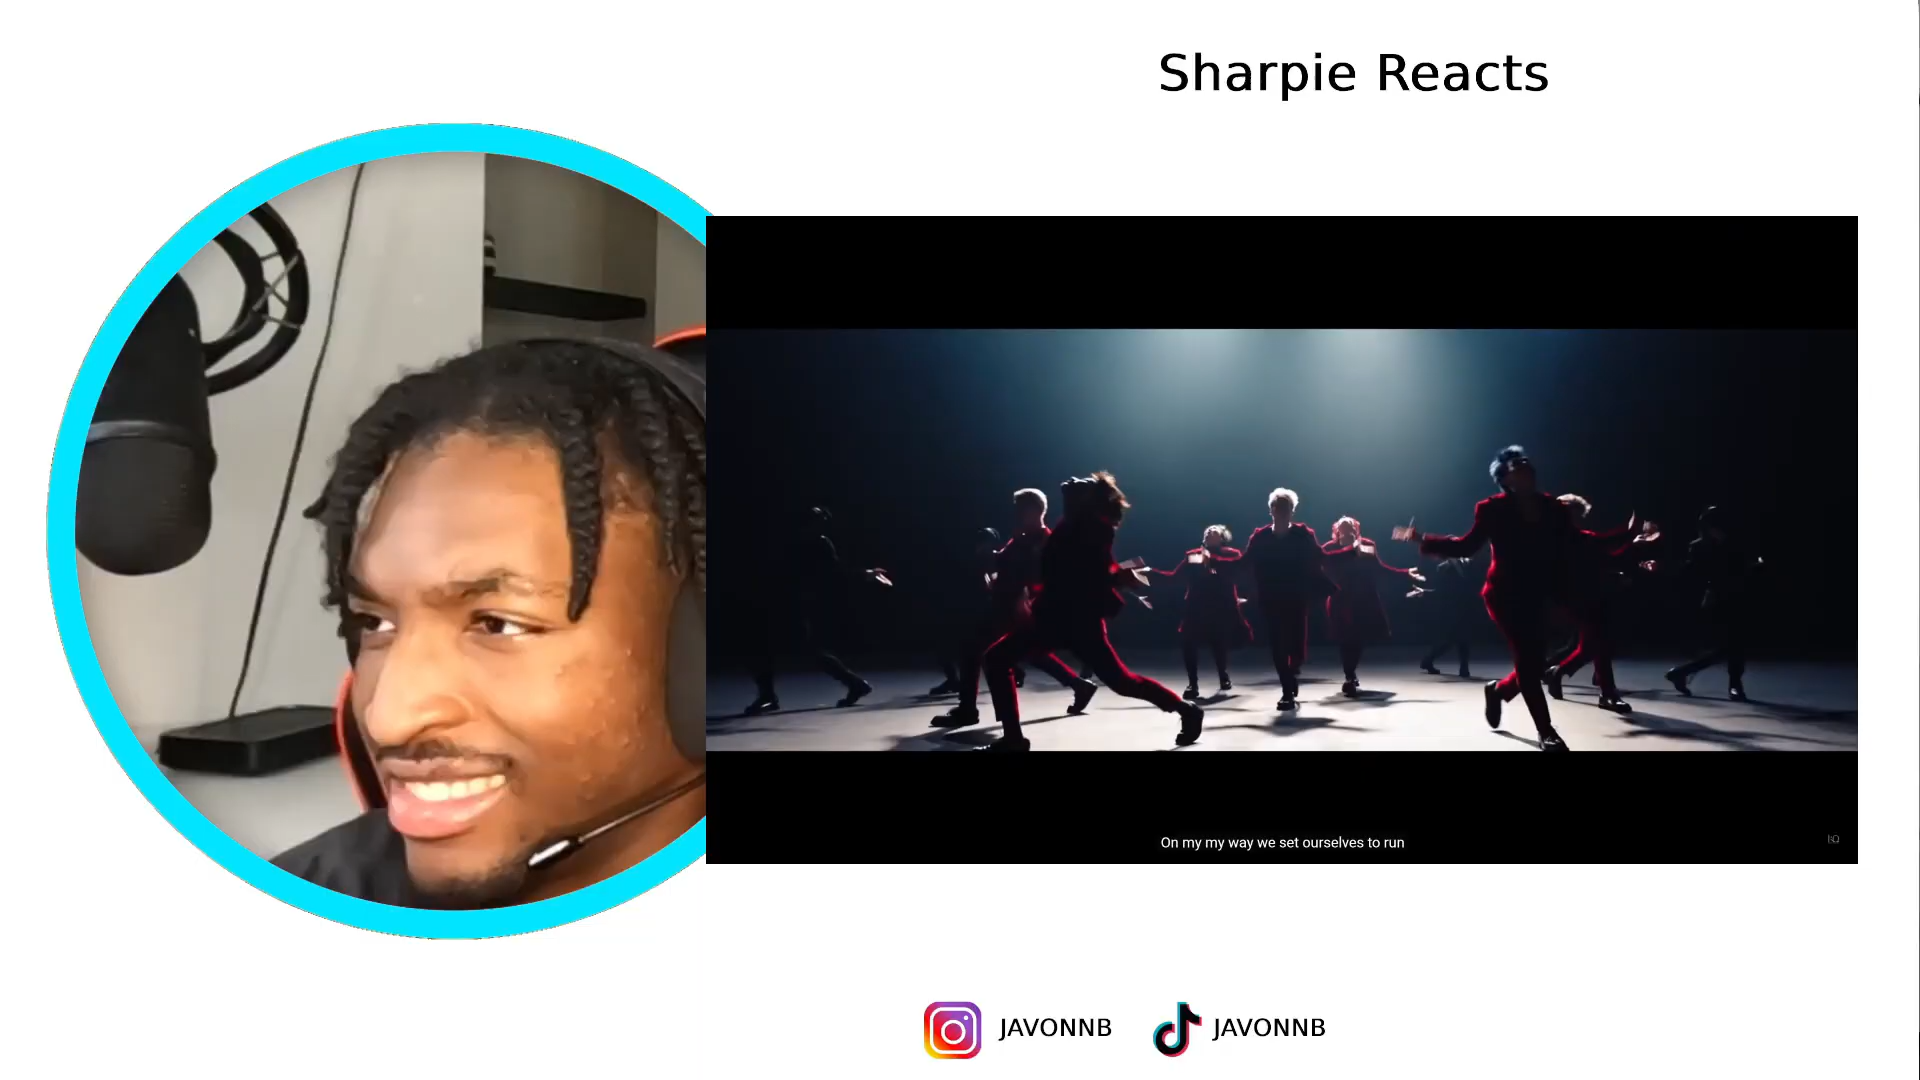 Sharpie Reacts
On my my way we set ourselves to run
JAVONNB
JAVONNB